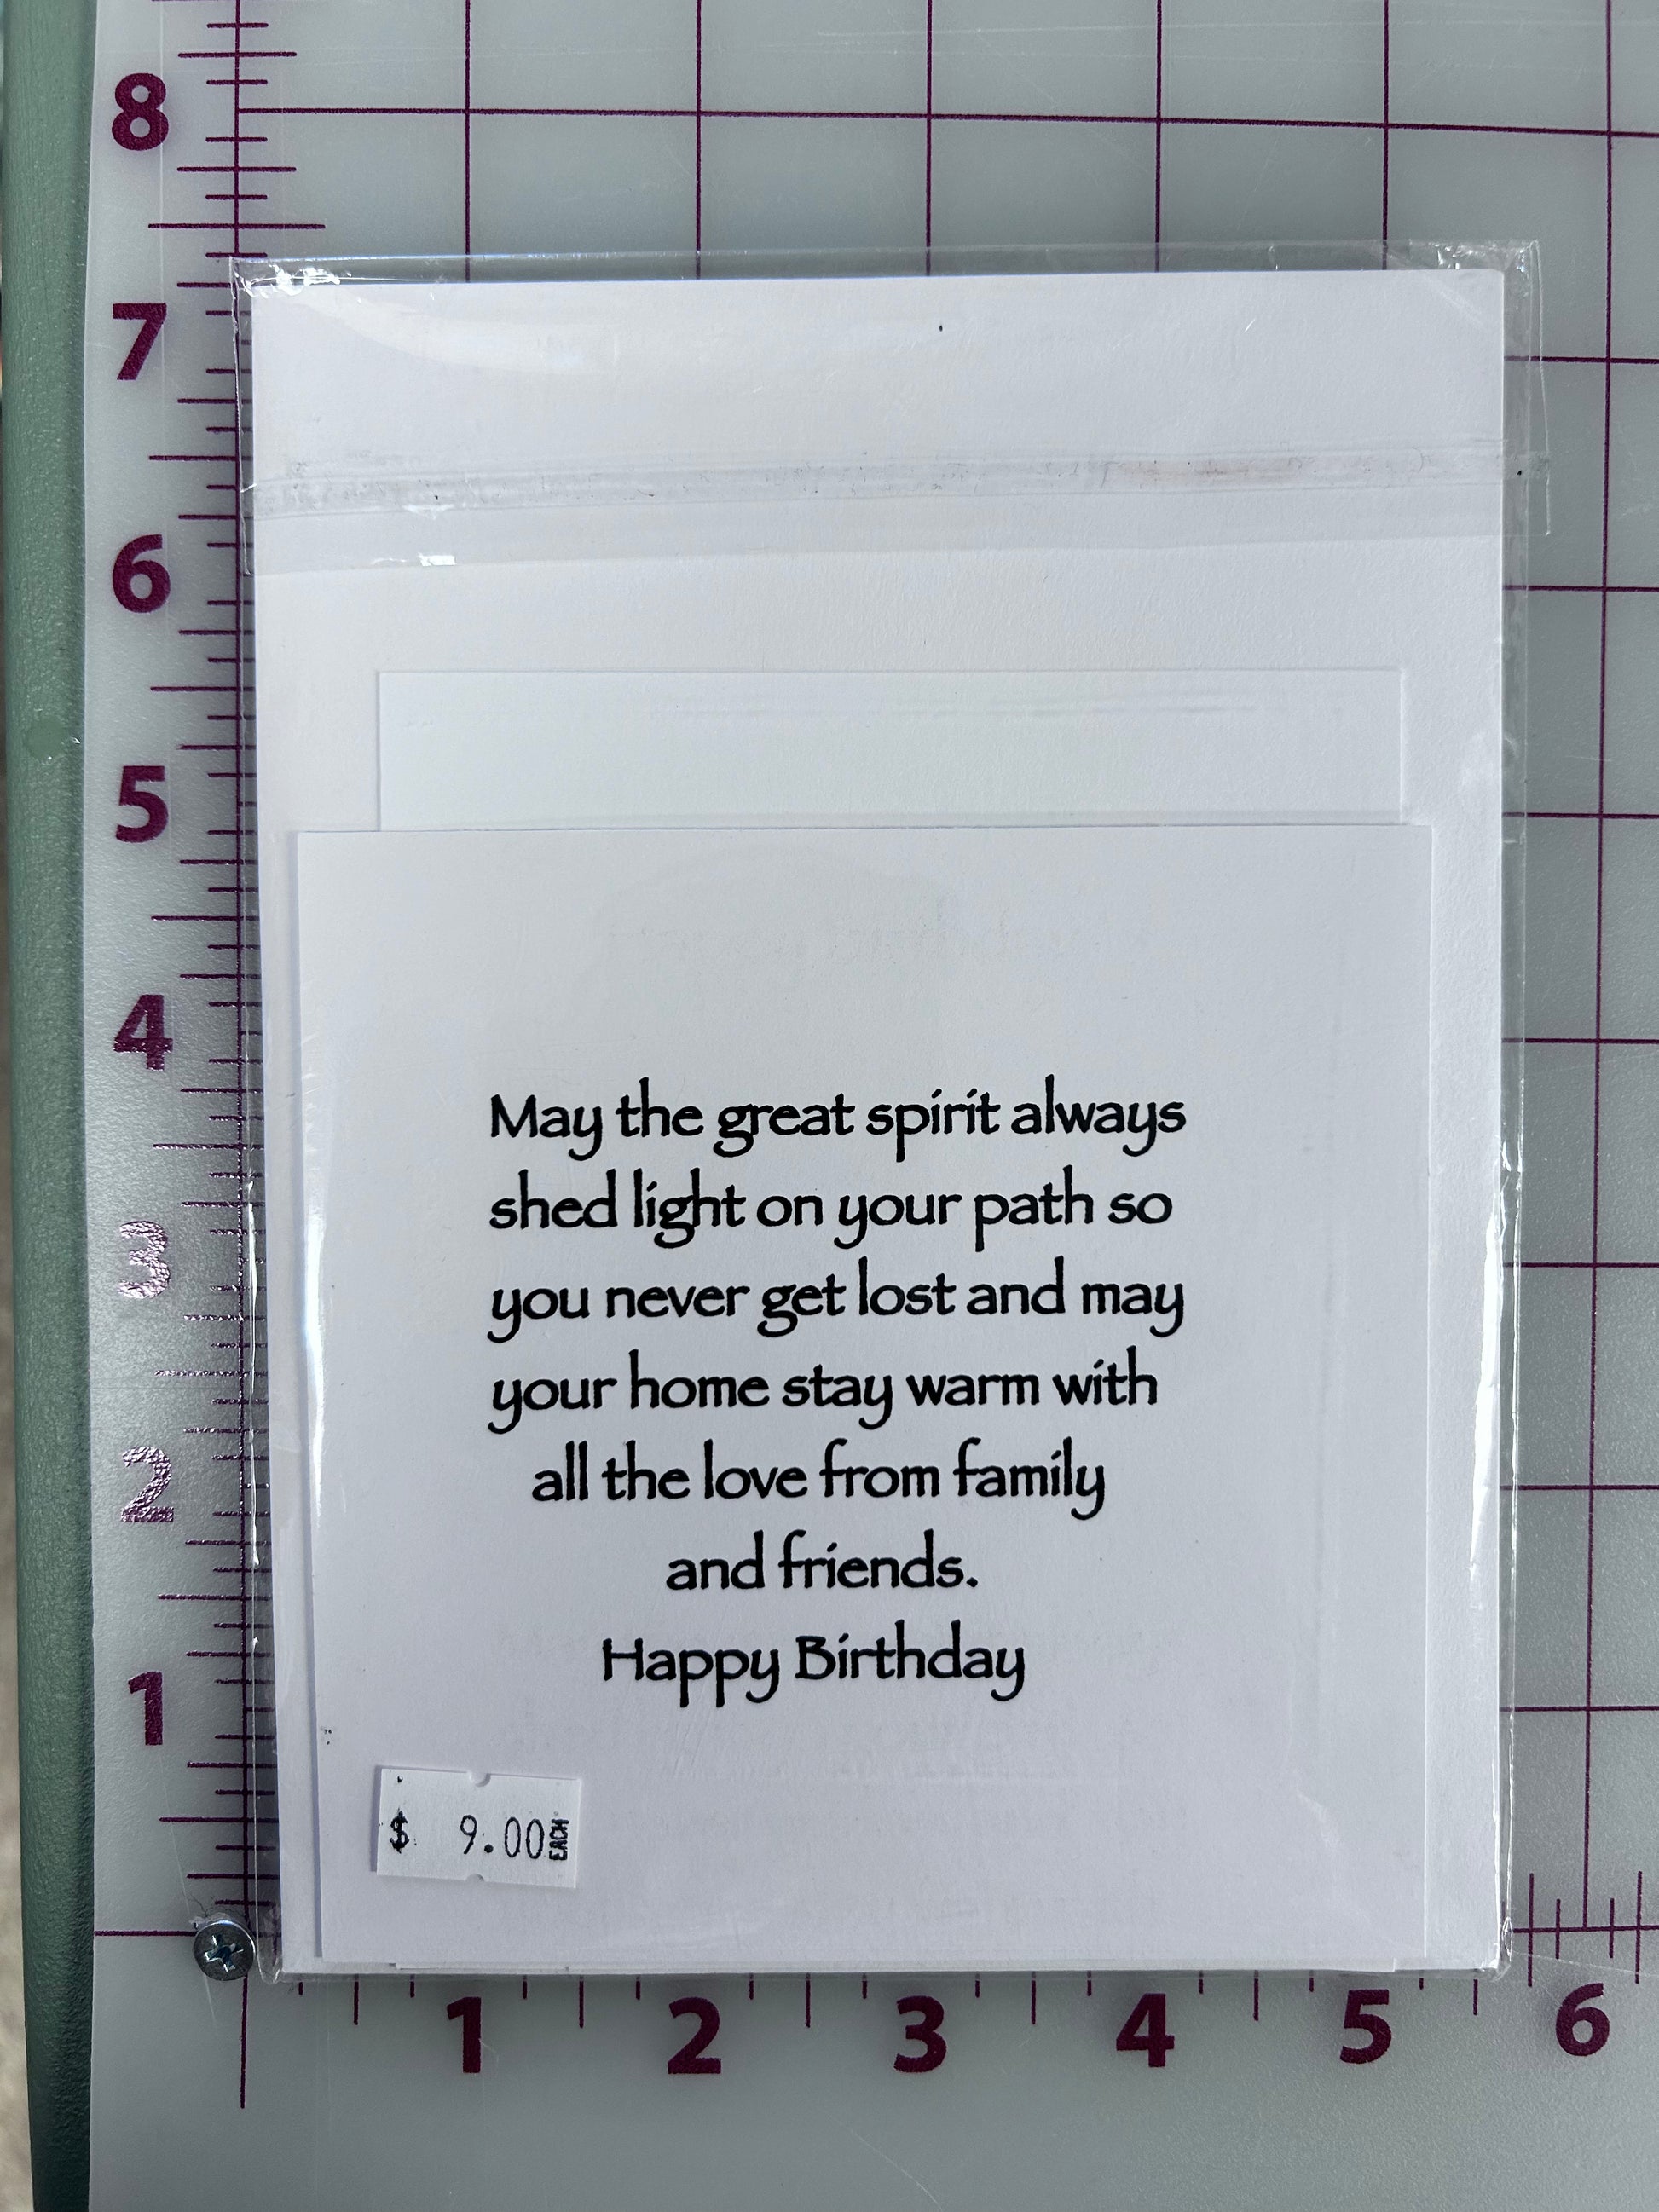 8
7
6
5
4
3
2
1
May the great spirit always
shed light on your path so
you never get lost and may
your home stay warm with
all the love from family
and friends.
Happy Birthday
$ 9.00 EACH
1 2 3 4 5 6